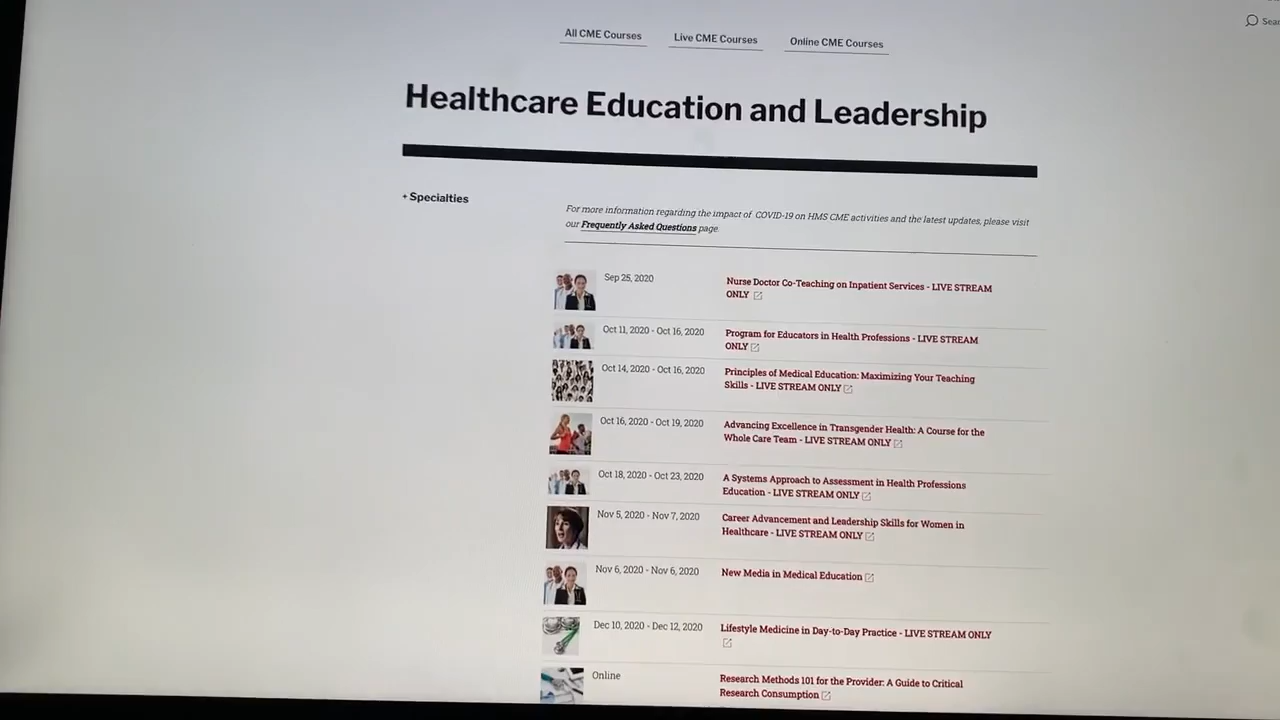 Sear
All CME Courses
Live CME Courses
Online CME Courses
Healthcare Education and Leadership
+ Specialties
For more information regarding the impact of COVID-19 on HMS CME activities and the latest updates, please visit
our Frequently Asked Questions page
Sep 25, 2020
Nurse Doctor Co-Teaching on Inpatient Services - LIVE STREAM
ONLY
Oct 11, 2020 - Oct 16, 2020
Program for Educators in Health Professions - LIVE STREAM
ONLY
Oct 14, 2020 - Oct 16, 2020
Principles of Medical Education: Maximizing Your Teaching
Skills - LIVE STREAM ONLY
Oct 16, 2020 - Oct 19, 2020
Advancing Excellence in Transgender Health: A Course for the
Whole Care Team - LIVE STREAM ONLY
Oct 18, 2020 - Oct 23, 2020
A Systems Approach to Assessment in Health Professions
Education - LIVE STREAM ONLY
Nov 5, 2020 - Nov 7, 2020
Career Advancement and Leadership Skills for Women in
Healthcare - LIVE STREAM ONLY
Nov 6, 2020 - Nov 6, 2020
New Media in Medical Education
Dec 10, 2020 - Dec 12, 2020
Lifestyle Medicine in Day-to-Day Practice - LIVE STREAM ONLY
Online
Research Methods 101 for the Provider: A Guide to Critical
Research Consumption